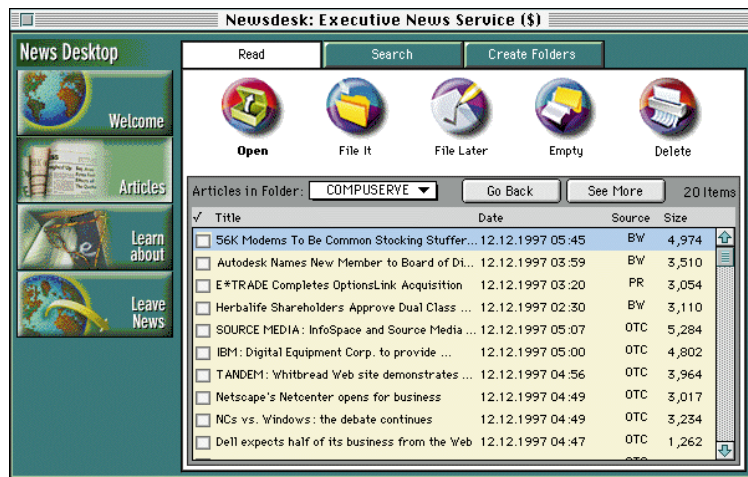 Newsdesk: Executive News Service ($)
News Desktop
Read Search Create Folders
Welcome
Articles
Learn about
Leave News
Open File It File Later Empty Delete
Articles in Folder: COMPUSERVE Go Back See More 20 Items
√ Title Date Source Size
56K Modems To Be Common Stocking Stuffer... 12.12.1997 05:45 BW 4,974
Autodesk Names New Member to Board of Di... 12.12.1997 03:59 BW 3,510
E*TRADE Completes OptionsLink Acquisition 12.12.1997 03:20 PR 3,054
Herbalife Shareholders Approve Dual Class ... 12.12.1997 02:30 BW 3,110
SOURCE MEDIA: InfoSpace and Source Media ... 12.12.1997 05:07 OTC 5,284
IBM: Digital Equipment Corp. to provide ... 12.12.1997 05:00 OTC 4,802
TANDEM: Whitbread Web site demonstrates ... 12.12.1997 04:56 OTC 3,964
Netscape's Netcenter opens for business 12.12.1997 04:49 OTC 3,017
NCs vs. Windows: the debate continues 12.12.1997 04:49 OTC 3,234
Dell expects half of its business from the Web 12.12.1997 04:47 OTC 1,262